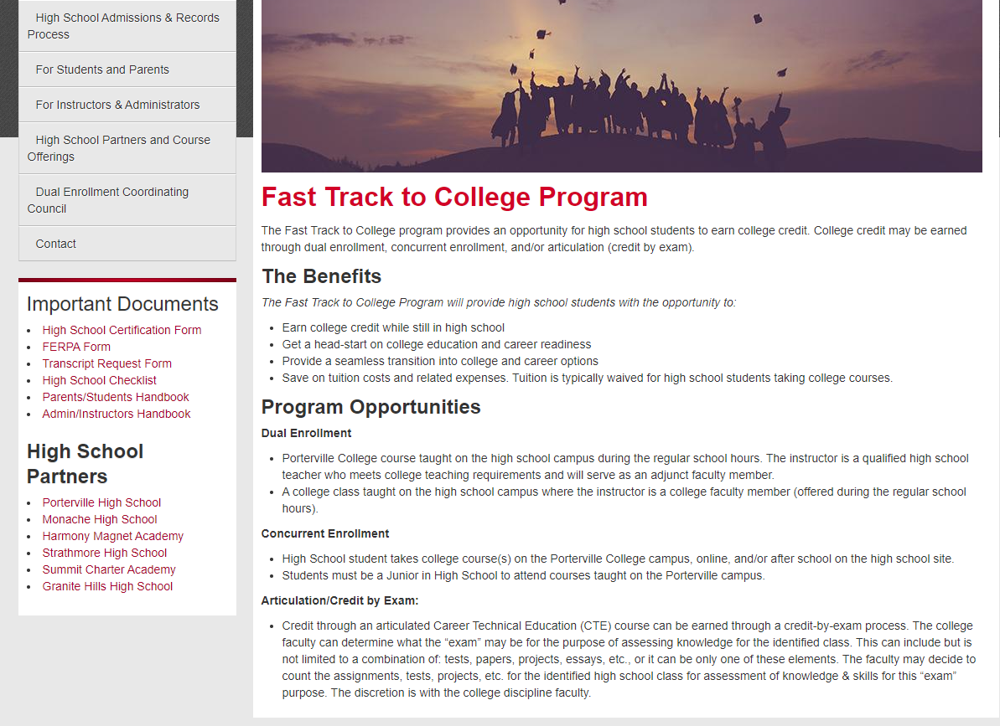 High School Admissions & Records
Process
For Students and Parents
For Instructors & Administrators
High School Partners and Course
Offerings
Dual Enrollment Coordinating
Council
Contact
Important Documents
High School Certification Form
FERPA Form
Transcript Request Form
High School Checklist
Parents/Students Handbook
Admin/Instructors Handbook
High School
Partners
Porterville High School
Monache High School
Harmony Magnet Academy
Strathmore High School
Summit Charter Academy
Granite Hills High School
Fast Track to College Program
The Fast Track to College program provides an opportunity for high school students to earn college credit. College credit may be earned
through dual enrollment, concurrent enrollment, and/or articulation (credit by exam).
The Benefits
The Fast Track to College Program will provide high school students with the opportunity to:
Earn college credit while still in high school
Get a head-start on college education and career readiness
Provide a seamless transition into college and career options
Save on tuition costs and related expenses. Tuition is typically waived for high school students taking college courses.
Program Opportunities
Dual Enrollment
Porterville College course taught on the high school campus during the regular school hours. The instructor is a qualified high school
teacher who meets college teaching requirements and will serve as an adjunct faculty member.
A college class taught on the high school campus where the instructor is a college faculty member (offered during the regular school
hours).
Concurrent Enrollment
High School student takes college course(s) on the Porterville College campus, online, and/or after school on the high school site.
Students must be a Junior in High School to attend courses taught on the Porterville campus.
Articulation/Credit by Exam:
Credit through an articulated Career Technical Education (CTE) course can be earned through a credit-by-exam process. The college
faculty can determine what the “exam” may be for the purpose of assessing knowledge for the identified class. This can include but is
not limited to a combination of: tests, papers, projects, essays, etc., or it can be only one of these elements. The faculty may decide to
count the assignments, tests, projects, etc. for the identified high school class for assessment of knowledge & skills for this “exam”
purpose. The discretion is with the college discipline faculty.